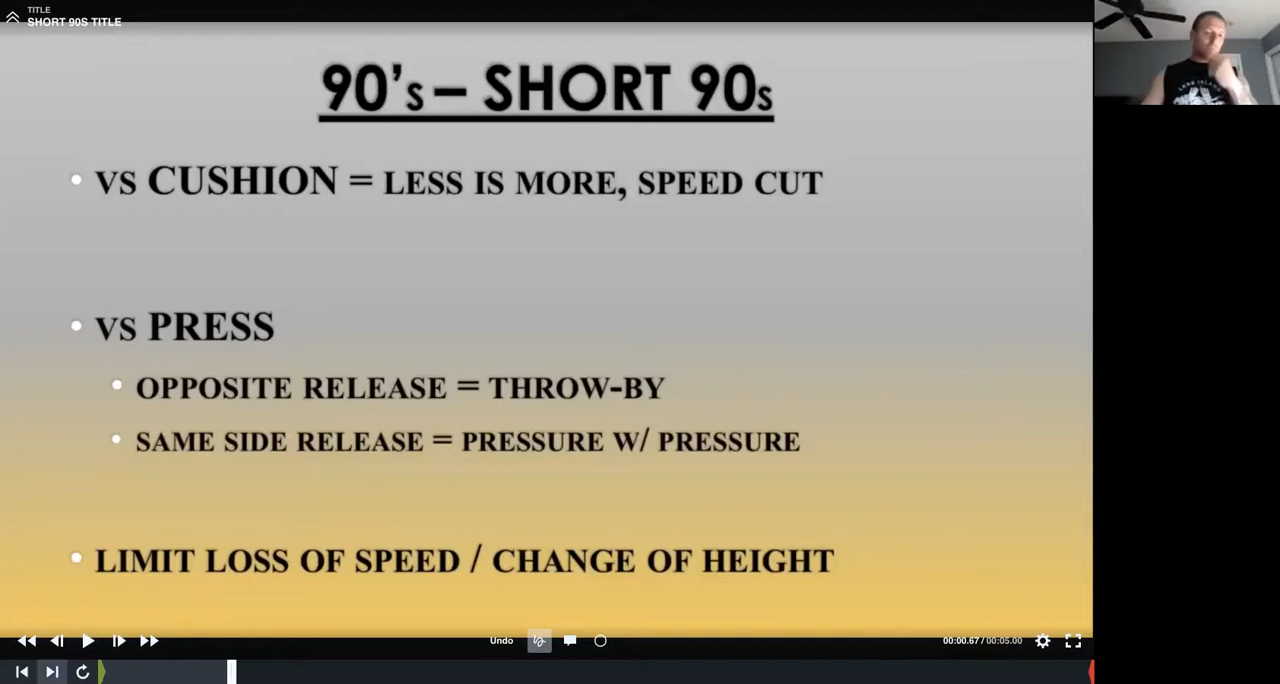 TITLE
SHORT 90S TITLE
90's – SHORT 90s
VS CUSHION = LESS IS MORE, SPEED CUT
VS PRESS
OPPOSITE RELEASE = THROW-BY
SAME SIDE RELEASE = PRESSURE W/ PRESSURE
LIMIT LOSS OF SPEED / CHANGE OF HEIGHT
Undo
00:00.67 / 00:05.00